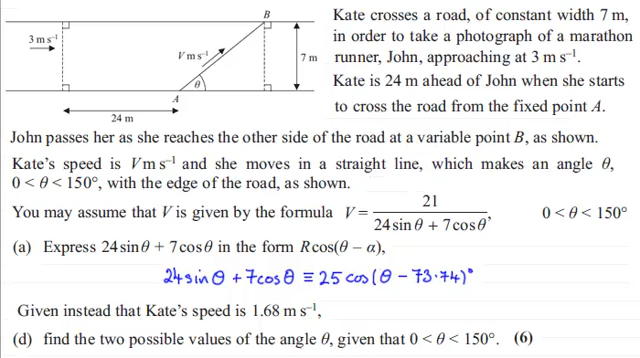 B
3 m s⁻¹
V m s⁻¹
7 m
θ
A
24 m
Kate crosses a road, of constant width 7 m,
in order to take a photograph of a marathon
runner, John, approaching at 3 m s⁻¹.
Kate is 24 m ahead of John when she starts
to cross the road from the fixed point A.
John passes her as she reaches the other side of the road at a variable point B, as shown.
Kate's speed is V m s⁻¹ and she moves in a straight line, which makes an angle θ,
0 < θ < 150°, with the edge of the road, as shown.
You may assume that V is given by the formula V = 21 / (24 sin θ + 7 cos θ), 0 < θ < 150°
(a) Express 24 sin θ + 7 cos θ in the form R cos(θ − α),
24 sin θ + 7 cos θ ≡ 25 cos(θ − 73.74)°
Given instead that Kate's speed is 1.68 m s⁻¹,
(d) find the two possible values of the angle θ, given that 0 < θ < 150°. (6)